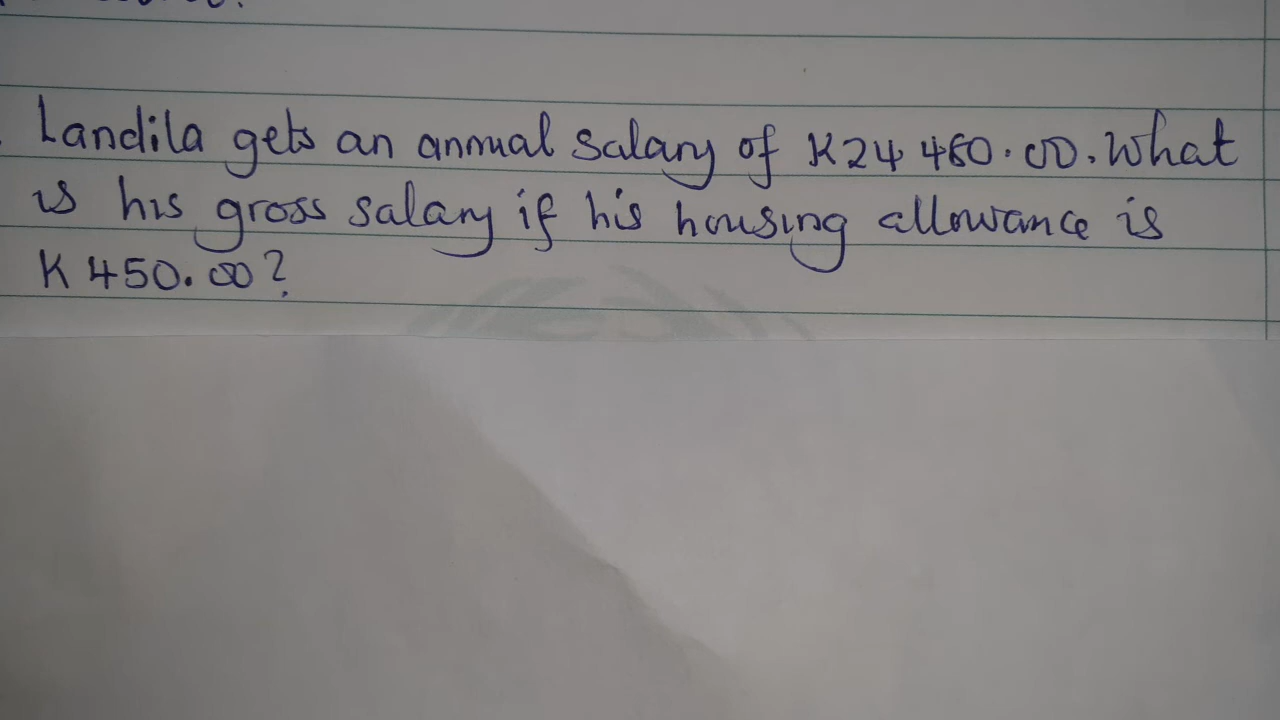 Landila gets an annual salary of K24 480.00. What
is his gross salary if his housing allowance is
K 450.00?